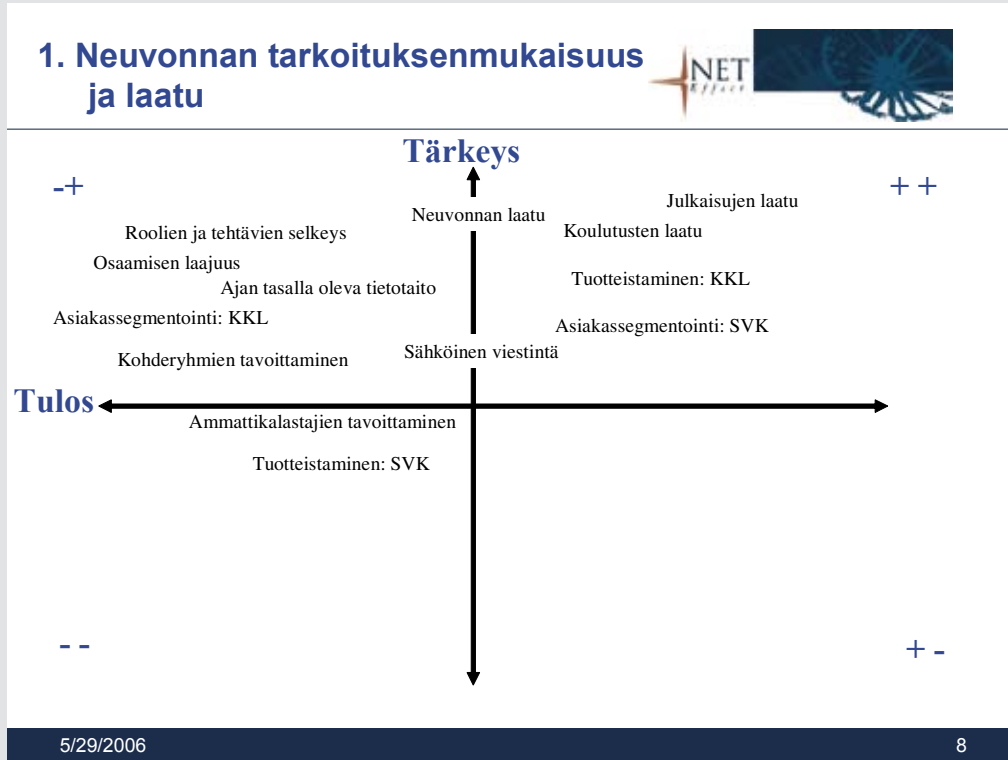 1. Neuvonnan tarkoituksenmukaisuus
ja laatu
NET
Effect
Tärkeys
-+
+ +
Julkaisujen laatu
Neuvonnan laatu
Roolien ja tehtävien selkeys
Koulutusten laatu
Osaamisen laajuus
Tuotteistaminen: KKL
Ajan tasalla oleva tietotaito
Asiakassegmentointi: KKL
Asiakassegmentointi: SVK
Sähköinen viestintä
Kohderyhmien tavoittaminen
Tulos
Ammattikalastajien tavoittaminen
Tuotteistaminen: SVK
- -
+ -
5/29/2006
8